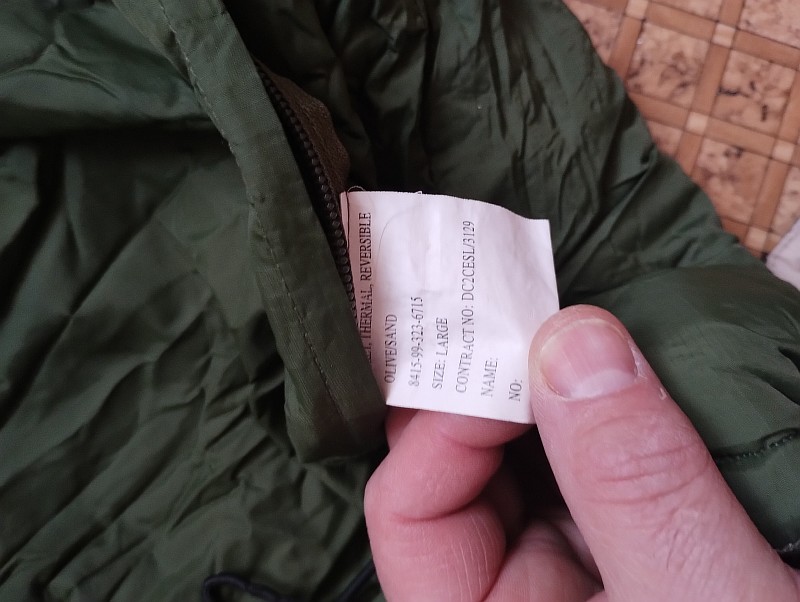 THERMAL, REVERSIBLE
OLIVE/SAND
8415-99-323-6715
SIZE: LARGE
CONTRACT NO: DC2CESL/3129
NAME:
NO: